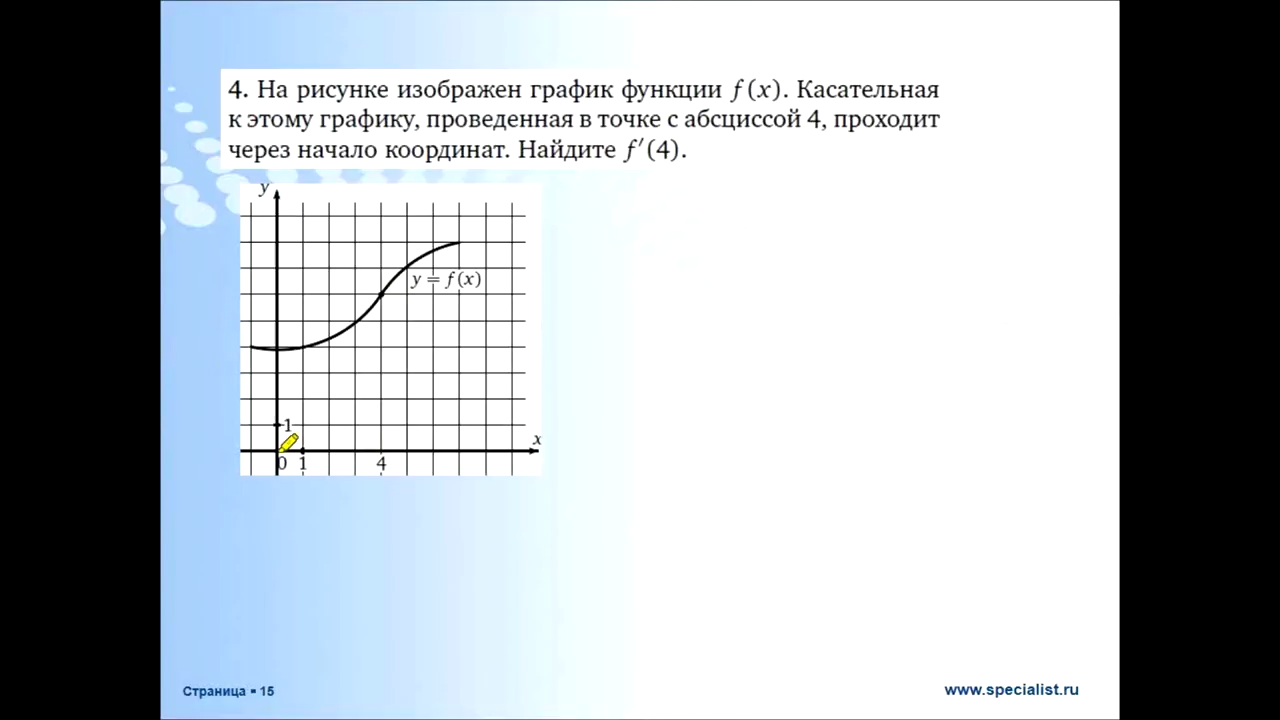 4. На рисунке изображен график функции f(x). Касательная
к этому графику, проведенная в точке с абсциссой 4, проходит
через начало координат. Найдите f′(4).
y
y = f(x)
1
x
0 1 4
Страница ▪ 15
www.specialist.ru